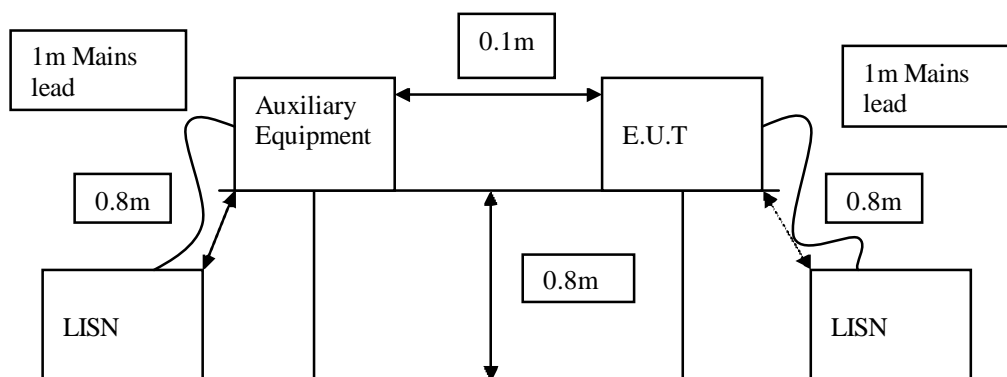 0.1m
1m Mains
lead
1m Mains
lead
Auxiliary
Equipment
E.U.T
0.8m
0.8m
0.8m
LISN
LISN